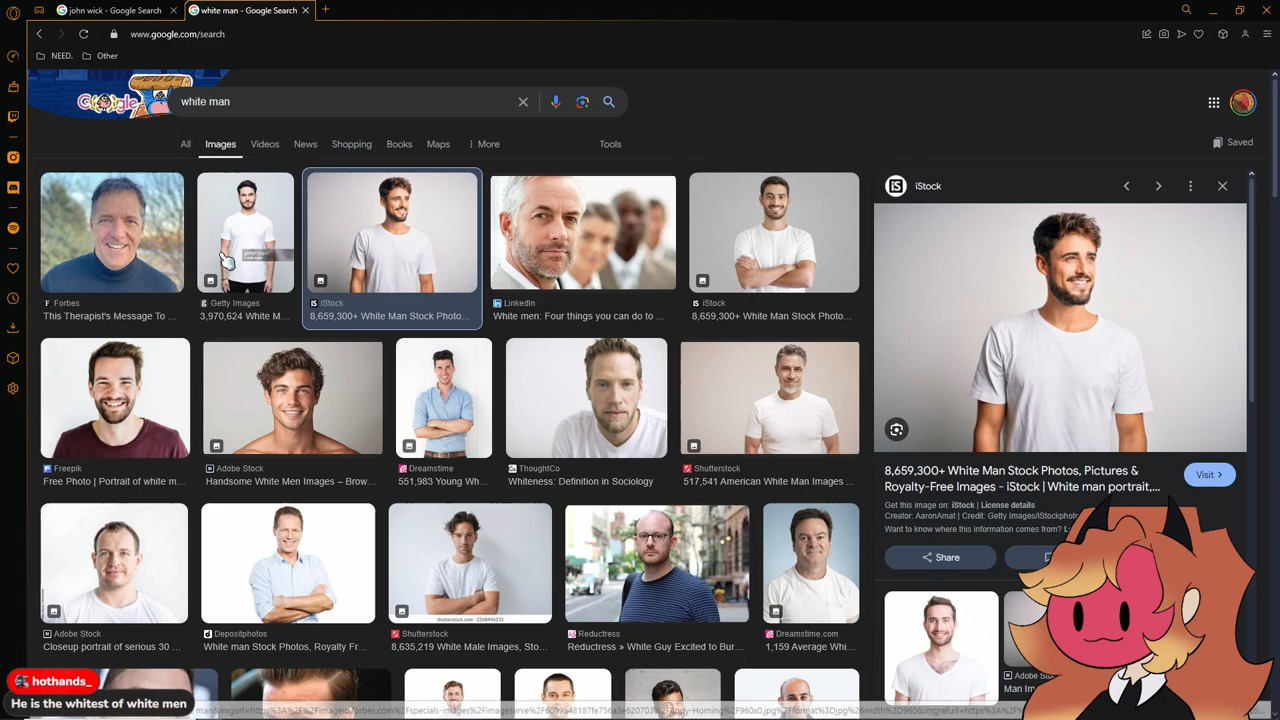 john wick - Google Search
white man - Google Search
www.google.com/search
NEED.
Other
Google
white man
All
Images
Videos
News
Shopping
Books
Maps
More
Tools
Saved
Forbes
This Therapist's Message To ...
Getty Images
3,970,624 White M...
iStock
8,659,300+ White Man Stock Photo...
LinkedIn
White men: Four things you can do to ...
iStock
8,659,300+ White Man Stock Photo...
Freepik
Free Photo | Portrait of white m...
Adobe Stock
Handsome White Men Images – Brow...
Dreamstime
551,983 Young Wh...
ThoughtCo
Whiteness: Definition in Sociology
Shutterstock
517,541 American White Man Images ...
Adobe Stock
Closeup portrait of serious 30 ...
Depositphotos
White man Stock Photos, Royalty Fr...
shutterstock.com · 2268446231
Shutterstock
8,635,219 White Male Images, Sto...
Reductress
Reductress » White Guy Excited to Bur...
Dreamstime.com
1,159 Average Whi...
iS
iStock
8,659,300+ White Man Stock Photos, Pictures &
Royalty-Free Images - iStock | White man portrait,...
Visit
Get this image on: iStock | License details
Creator: AaronAmat | Credit: Getty Images/iStockphoto
Want to know where this information comes from? L
Share
Adobe Sto
Man Im
hothands_
He is the whitest of white men